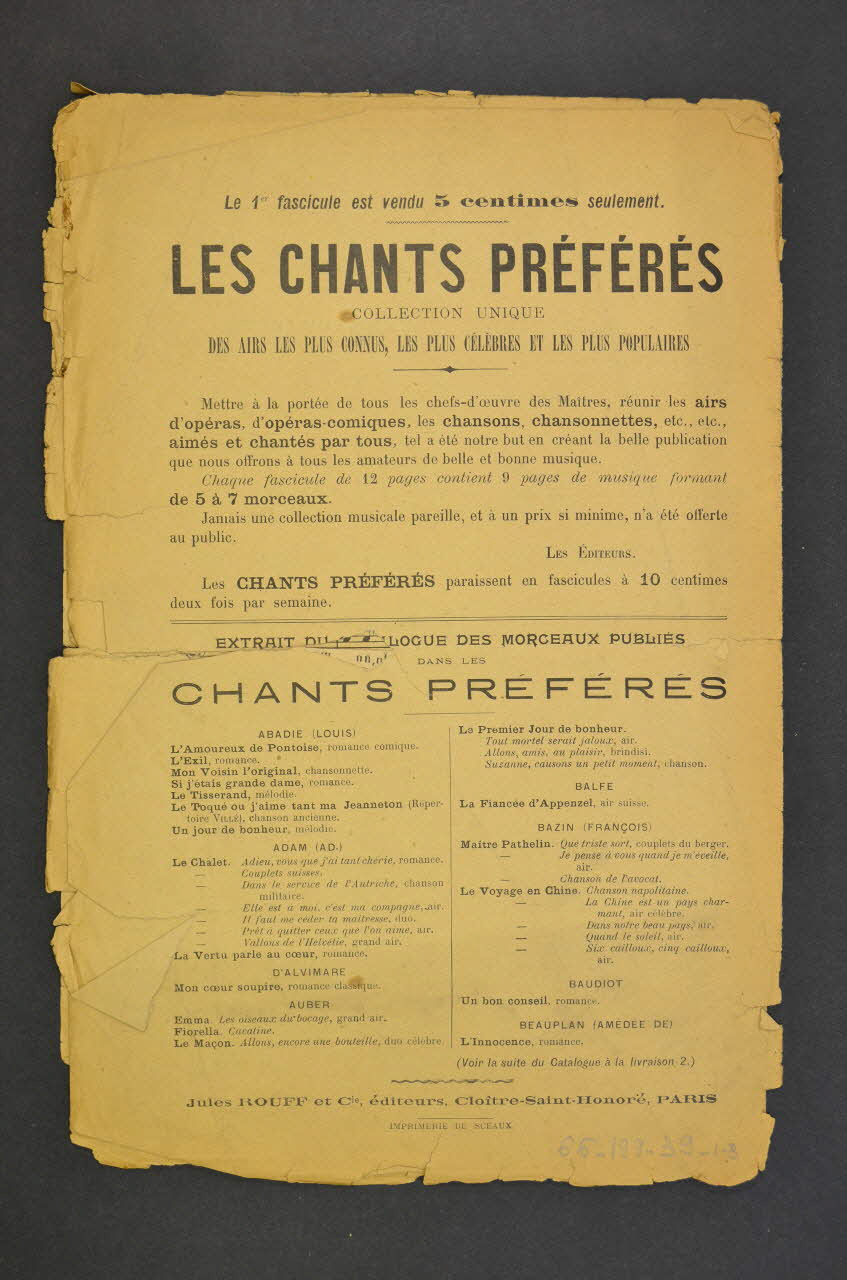 Le 1er fascicule est vendu 5 centimes seulement.
LES CHANTS PRÉFÉRÉS
COLLECTION UNIQUE
DES AIRS LES PLUS CONNUS, LES PLUS CÉLÈBRES ET LES PLUS POPULAIRES
Mettre à la portée de tous les chefs-d'œuvre des Maîtres, réunir les airs
d'opéras, d'opéras-comiques, les chansons, chansonnettes, etc., etc.,
aimés et chantés par tous, tel a été notre but en créant la belle publication
que nous offrons à tous les amateurs de belle et bonne musique.
Chaque fascicule de 12 pages contient 9 pages de musique formant
de 5 à 7 morceaux.
Jamais une collection musicale pareille, et à un prix si minime, n'a été offerte
au public.
LES ÉDITEURS.
Les CHANTS PRÉFÉRÉS paraissent en fascicules à 10 centimes
deux fois par semaine.
EXTRAIT DU LOGUE DES MORCEAUX PUBLIÉS
DANS LES
CHANTS PRÉFÉRÉS
ABADIE (LOUIS)
L'Amoureux de Pontoise, romance comique.
L'Exil, romance.
Mon Voisin l'original, chansonnette.
Si j'étais grande dame, romance.
Le Tisserand, mélodie.
Le Toqué ou j'aime tant ma Jeanneton (Réper-
toire VILLÉ), chanson ancienne.
Un jour de bonheur, mélodie.
ADAM (AD.)
Le Chalet. Adieu, vous que j'ai tant chérie, romance.
— Couplets suisses.
— Dans le service de l'Autriche, chanson
militaire.
— Elle est à moi, c'est ma compagne, air.
— Il faut me céder ta maîtresse, duo.
— Prêt à quitter ceux que l'on aime, air.
— Vallons de l'Helvétie, grand air.
La Vertu parle au cœur, romance.
D'ALVIMARE
Mon cœur soupire, romance classique.
AUBER
Emma. Les oiseaux du bocage, grand air.
Fiorella. Cavatine.
Le Maçon. Allons, encore une bouteille, duo célèbre.
Le Premier Jour de bonheur.
Tout mortel serait jaloux, air.
Allons, amis, au plaisir, brindisi.
Suzanne, causons un petit moment, chanson.
BALFE
La Fiancée d'Appenzel, air suisse.
BAZIN (FRANÇOIS)
Maître Pathelin. Que triste sort, couplets du berger.
— Je pense à vous quand je m'éveille,
air.
— Chanson de l'avocat.
Le Voyage en Chine. Chanson napolitaine.
— La Chine est un pays char-
mant, air célèbre.
— Dans notre beau pays, air.
— Quand le soleil, air.
— Six cailloux, cinq cailloux,
air.
BAUDIOT
Un bon conseil, romance.
BEAUPLAN (AMÉDÉE DE)
L'Innocence, romance.
(Voir la suite du Catalogue à la livraison 2.)
Jules ROUFF et Cie, éditeurs, Cloître-Saint-Honoré, PARIS
IMPRIMERIE DE SCEAUX